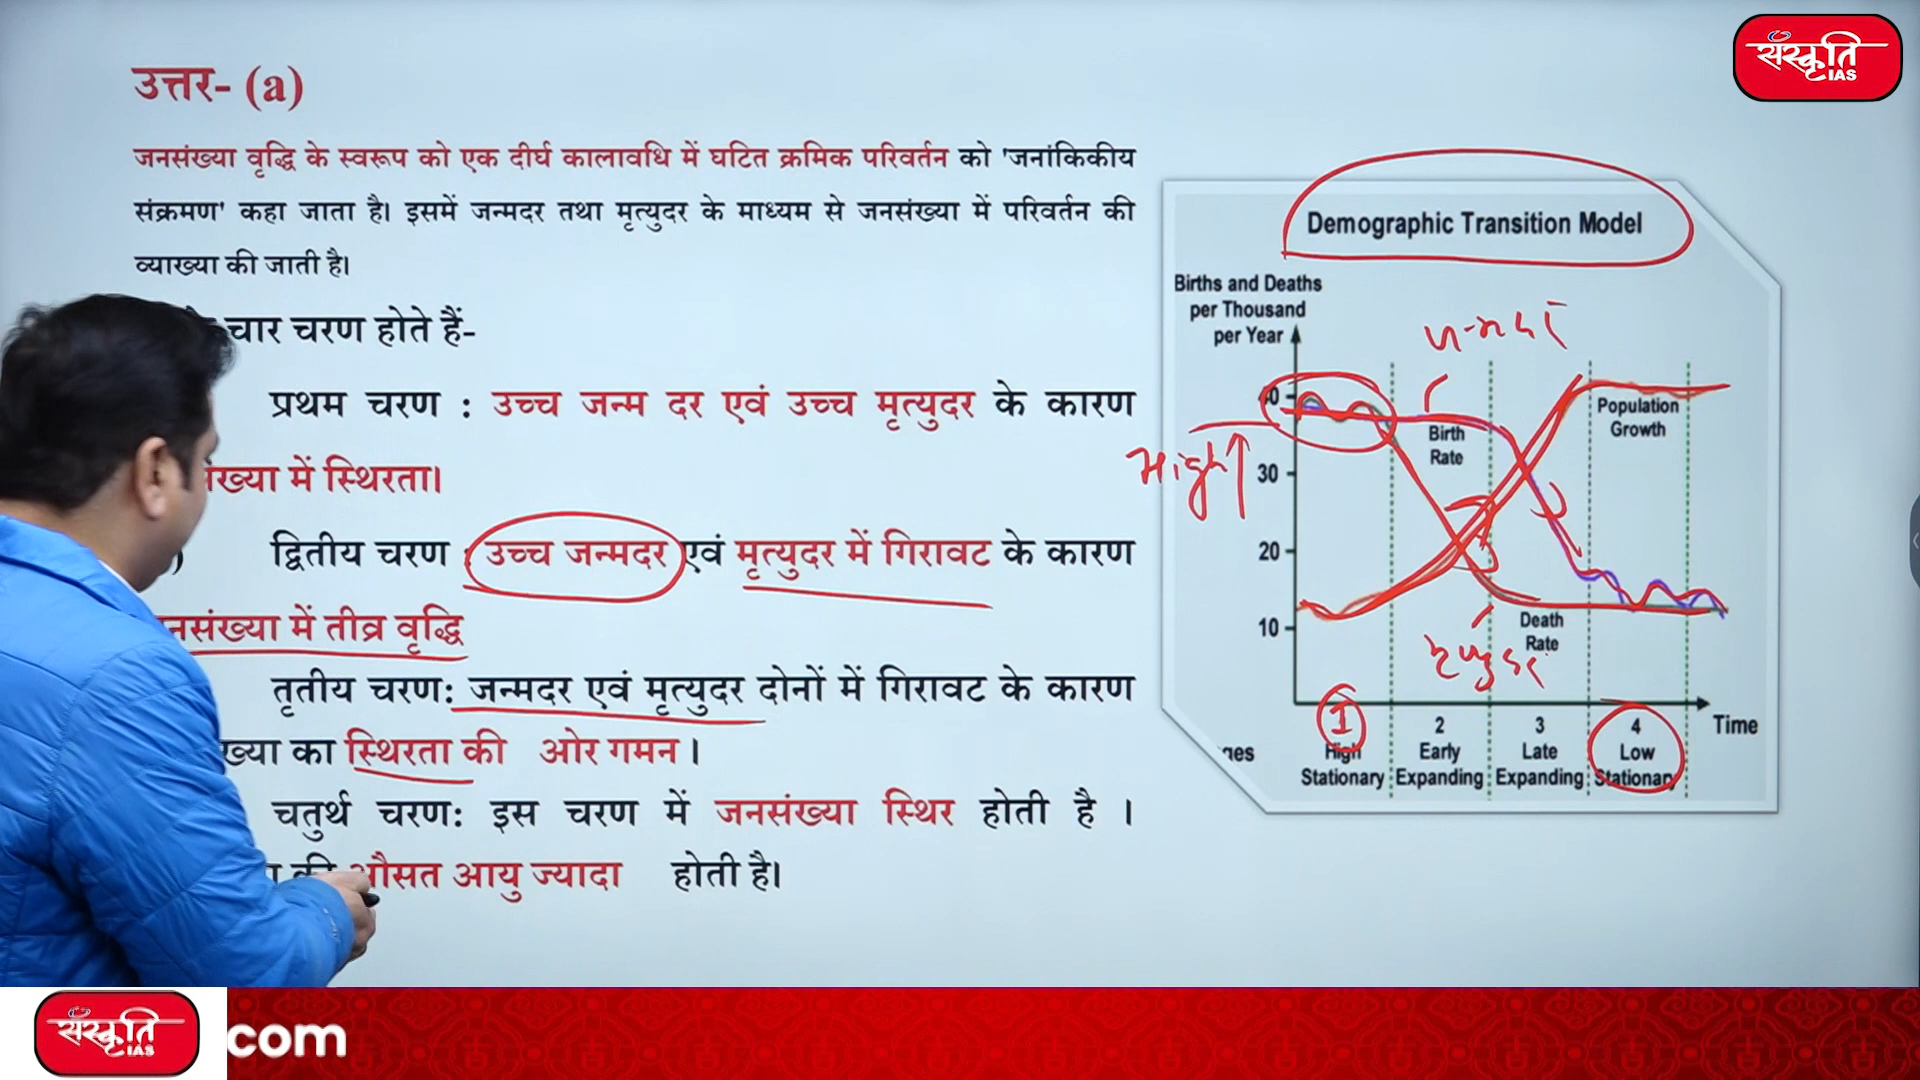 संस्कृति
IAS
उत्तर- (a)
जनसंख्या वृद्धि के स्वरूप को एक दीर्घ कालावधि में घटित क्रमिक परिवर्तन को 'जनांकिकीय
संक्रमण' कहा जाता है। इसमें जन्मदर तथा मृत्युदर के माध्यम से जनसंख्या में परिवर्तन की
व्याख्या की जाती है।
चार चरण होते हैं-
प्रथम चरण : उच्च जन्म दर एवं उच्च मृत्युदर के कारण
में स्थिरता।
द्वितीय चरण : उच्च जन्मदर एवं मृत्युदर में गिरावट के कारण
में तीव्र वृद्धि
तृतीय चरण: जन्मदर एवं मृत्युदर दोनों में गिरावट के कारण
का स्थिरता की ओर गमन ।
चतुर्थ चरण: इस चरण में जनसंख्या स्थिर होती है ।
की औसत आयु ज्यादा होती है।
Demographic Transition Model
Births and Deaths
per Thousand
per Year
40
30
20
10
High
Birth
Rate
Population
Growth
Death
Rate
I
2
3
4
Time
High
Stationary
Early
Expanding
Late
Expanding
Low
Stationary
संस्कृति
IAS
com